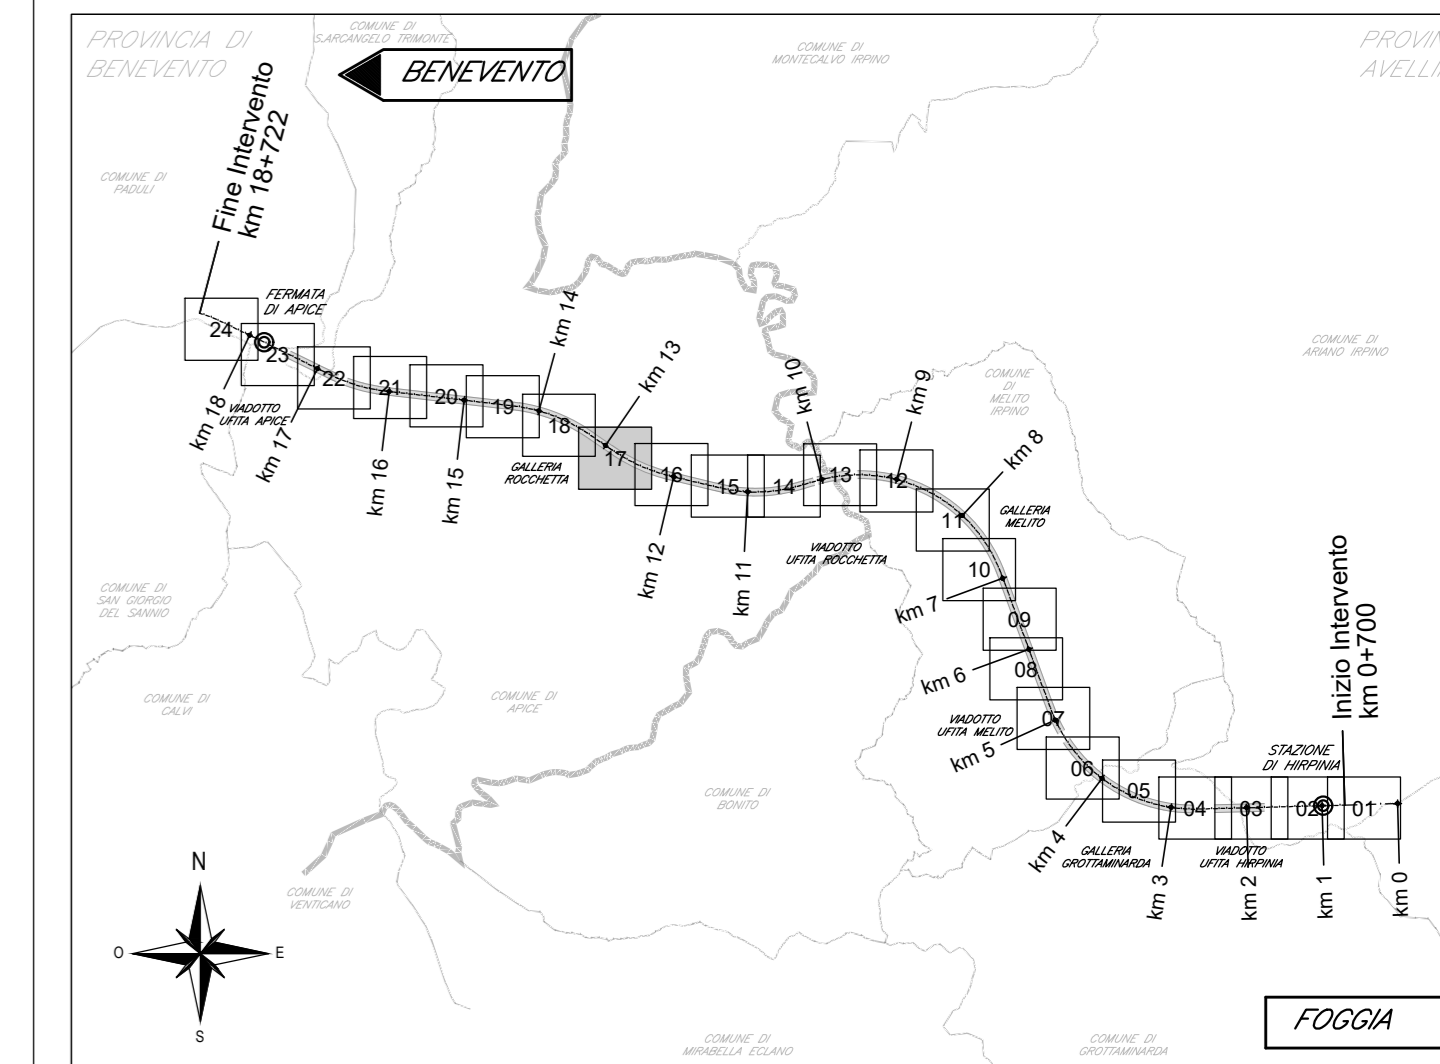 PROVINCIA DI
BENEVENTO
COMUNE DI
S.ARCANGELO TRIMONTE
BENEVENTO
COMUNE DI
MONTECALVO IRPINO
COMUNE DI
PADULI
Fine Intervento
km 18+722
FERMATA
DI APICE
24
23
22
21
20
19
18
17
16
15
14
13
12
11
10
09
08
07
06
05
04
03
02
01
km 18
VIADOTTO
UFITA APICE
km 17
km 16
km 15
km 14
km 13
GALLERIA
ROCCHETTA
km 12
km 11
km 10
km 9
km 8
VIADOTTO
UFITA ROCCHETTA
GALLERIA
MELITO
COMUNE
DI
MELITO
IRPINO
COMUNE DI
ARIANO IRPINO
km 7
km 6
VIADOTTO
UFITA MELITO
km 5
km 4
GALLERIA
GROTTAMINARDA
km 3
VIADOTTO
UFITA HIRPINIA
km 2
km 1
km 0
STAZIONE
DI HIRPINIA
Inizio Intervento
km 0+700
COMUNE DI
SAN GIORGIO
DEL SANNIO
COMUNE DI
CALVI
COMUNE DI
APICE
COMUNE DI
BONITO
COMUNE DI
VENTICANO
COMUNE DI
MIRABELLA ECLANO
COMUNE DI
GROTTAMINARDA
N
O
E
S
FOGGIA